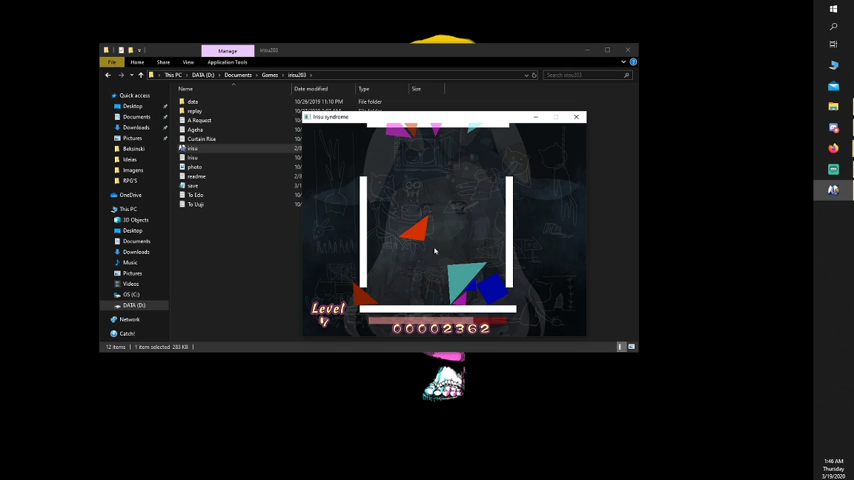 Manage
irisu203
File
Home
Share
View
Application Tools
This PC
DATA (D:)
Documents
Games
irisu203
Search irisu203
Name
Date modified
Type
Size
Quick access
Desktop
Documents
Downloads
Pictures
Beksinski
Ideias
Imagens
RPG'S
OneDrive
This PC
3D Objects
Desktop
Documents
Downloads
Music
Pictures
Videos
OS (C:)
DATA (D:)
Network
Catch!
data
10/26/2019 11:10 PM
File folder
replay
File folder
A Request
Ageha
Curtain Rice
irisu
Irisu
photo
readme
save
To Edo
To Uuji
12 items
1 item selected 283 KB
Irisu syndrome
Level
00002362
1:46 AM
Thursday
3/19/2020